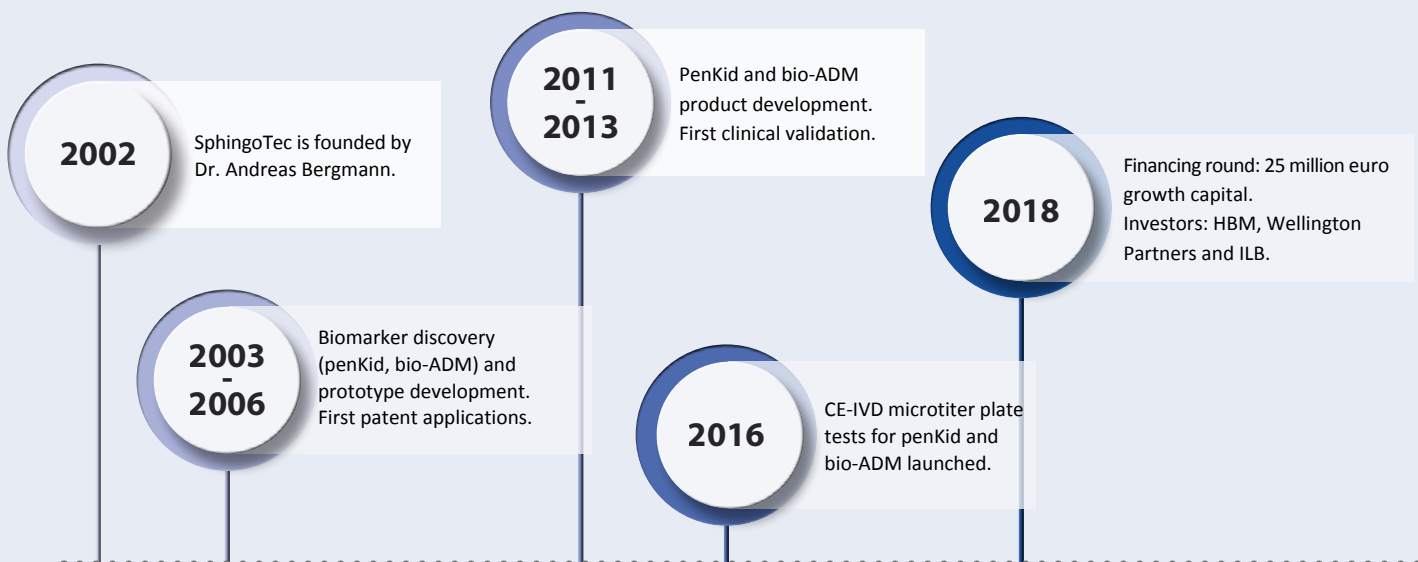 2002
SphingoTec is founded by
Dr. Andreas Bergmann.
2003
-
2006
Biomarker discovery
(penKid, bio-ADM) and
prototype development.
First patent applications.
2011
-
2013
PenKid and bio-ADM
product development.
First clinical validation.
2016
CE-IVD microtiter plate
tests for penKid and
bio-ADM launched.
2018
Financing round: 25 million euro
growth capital.
Investors: HBM, Wellington
Partners and ILB.